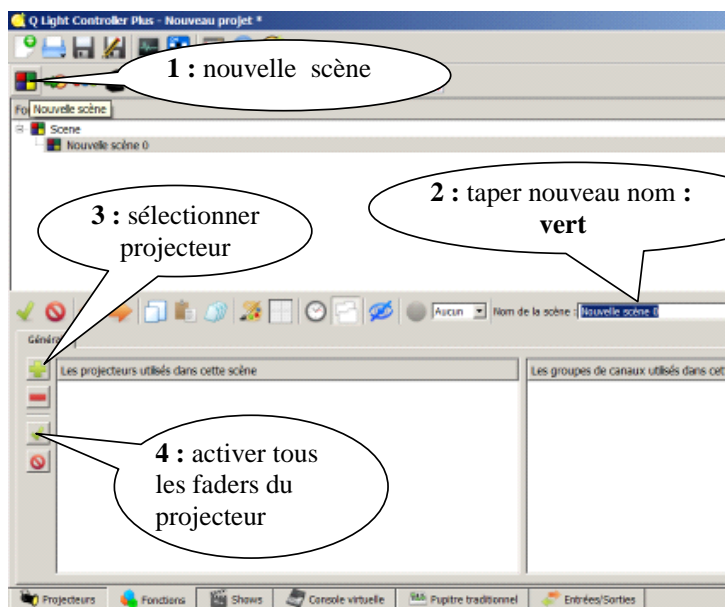 Q Light Controller Plus - Nouveau projet *
1 : nouvelle scène
Fo
Nouvelle scène
Scene
Nouvelle scène 0
2 : taper nouveau nom :
vert
3 : sélectionner
projecteur
Aucun
Nom de la scène :
Nouvelle scène 0
Génér
Les projecteurs utilisés dans cette scène
Les groupes de canaux utilisés dans cet
4 : activer tous
les faders du
projecteur
Projecteurs
Fonctions
Shows
Console virtuelle
Pupitre traditionnel
Entrées/Sorties